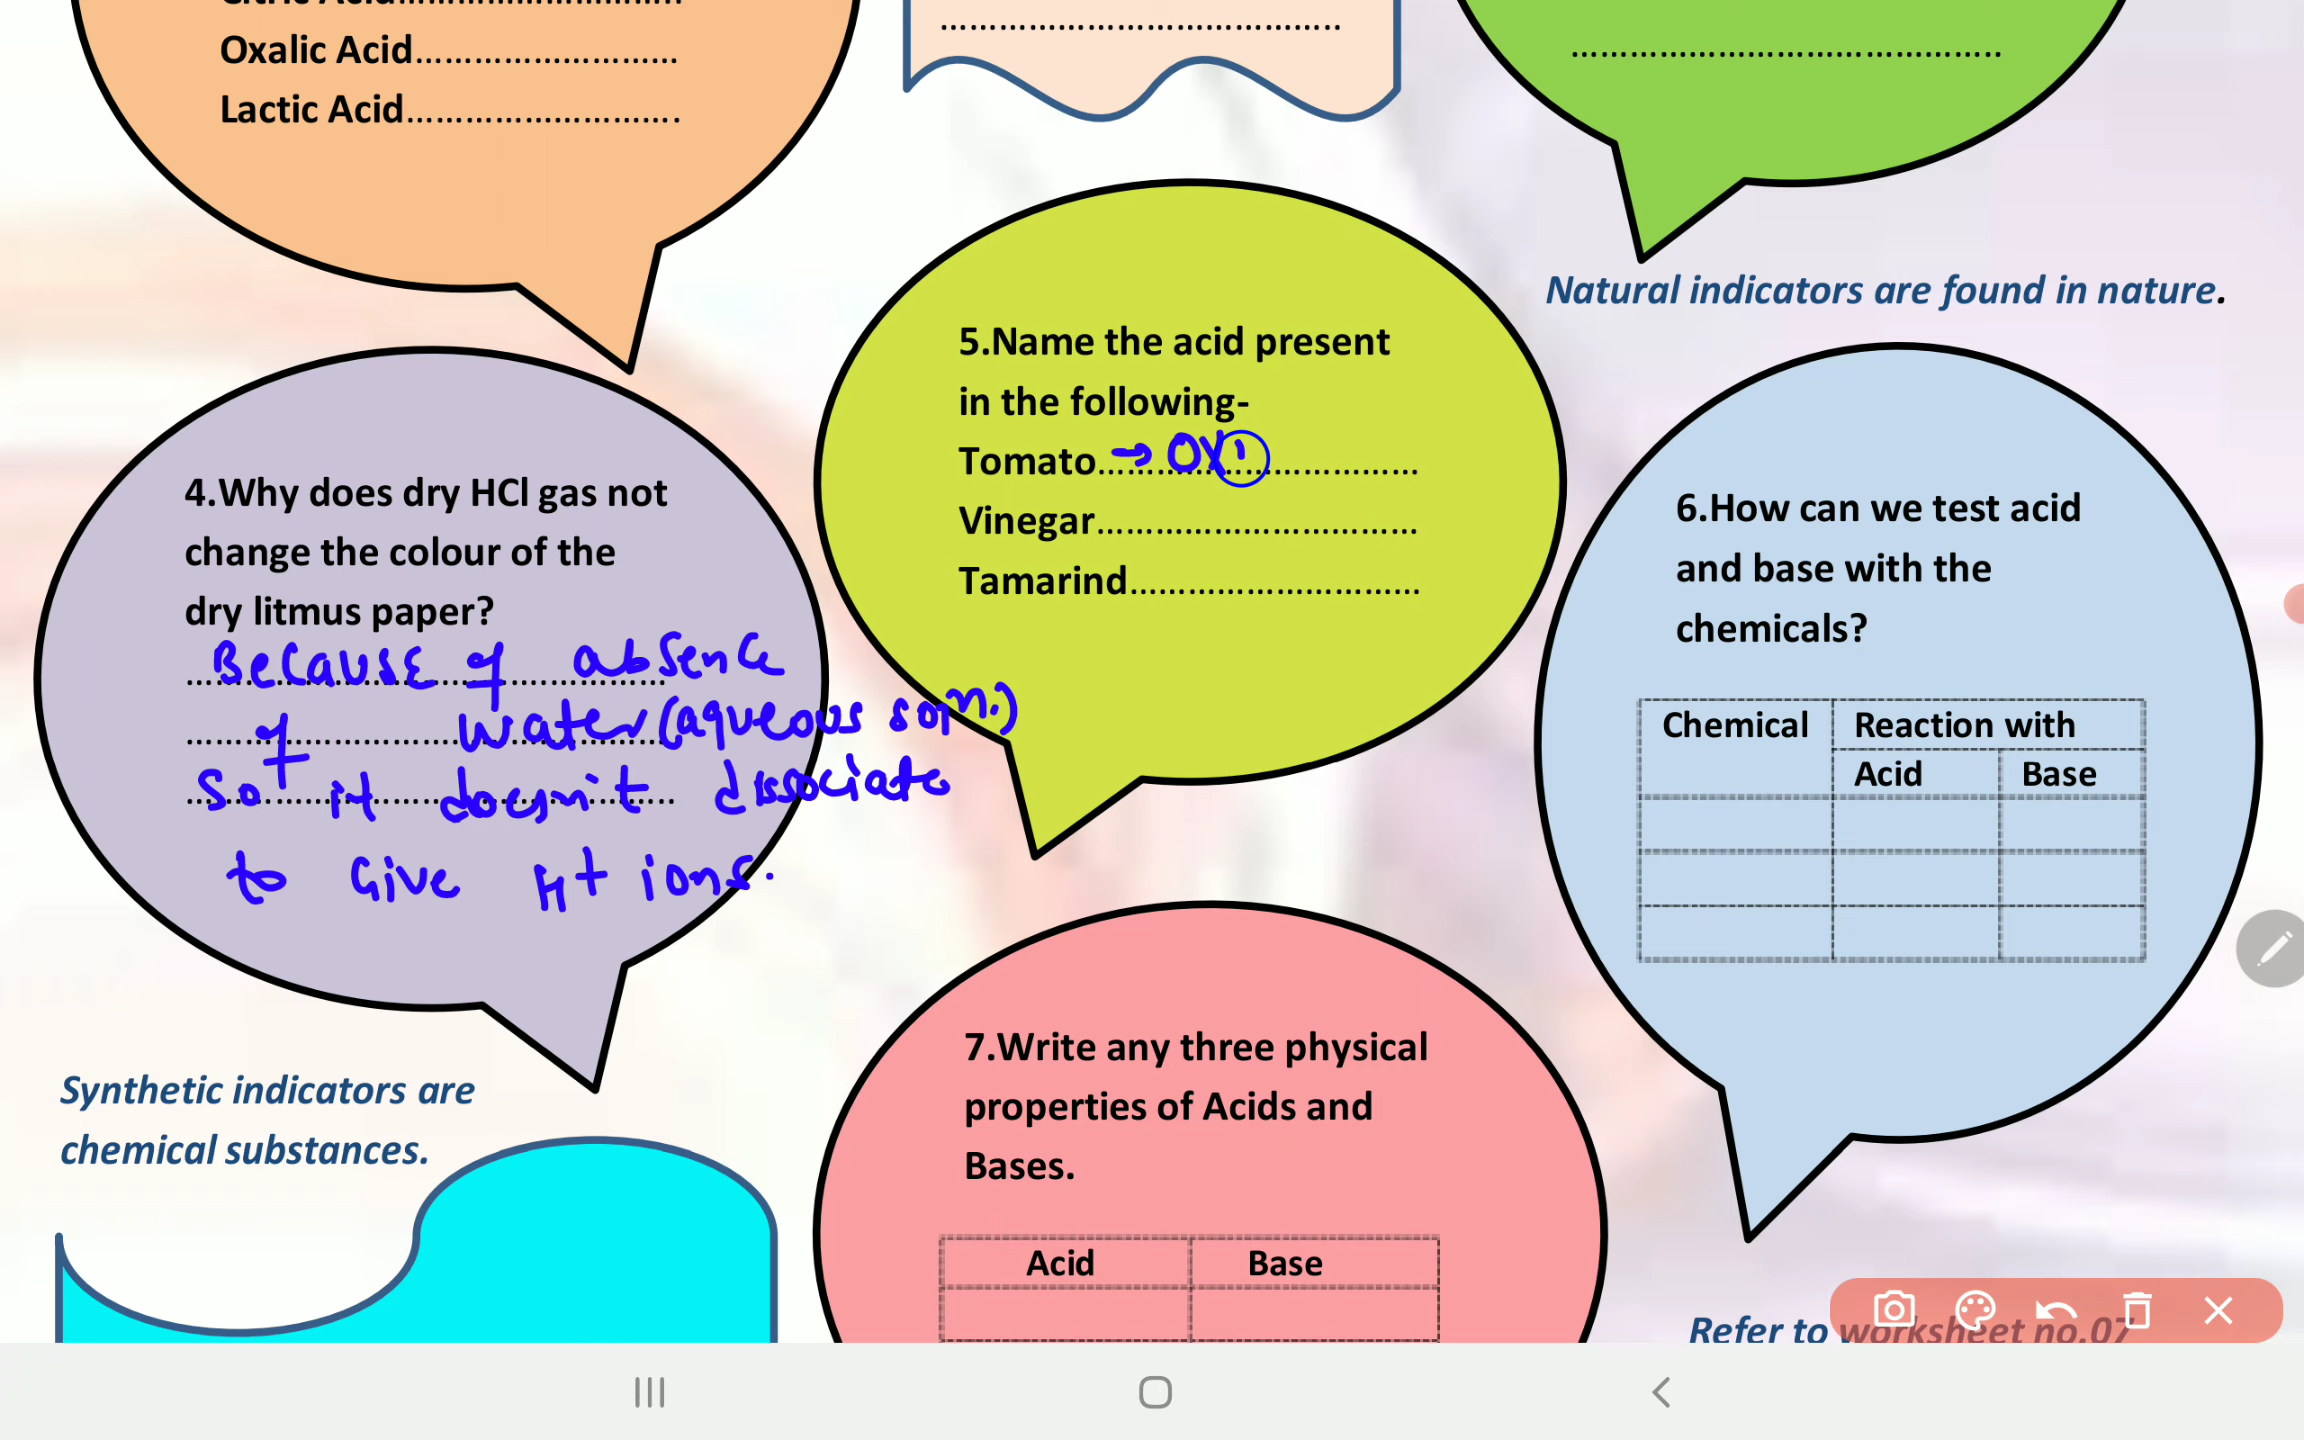 Oxalic Acid..........................
Lactic Acid...........................
Natural indicators are found in nature.
5.Name the acid present
in the following-
Tomato................................
Vinegar................................
Tamarind.............................
4.Why does dry HCl gas not
change the colour of the
dry litmus paper?
Because of absence
of water (aqueous soln.)
So it doesn't dissociate
to Give H+ ions.
6.How can we test acid
and base with the
chemicals?
Chemical Reaction with
Acid Base
7.Write any three physical
properties of Acids and
Bases.
Acid Base
Synthetic indicators are
chemical substances.
Refer to worksheet no.07